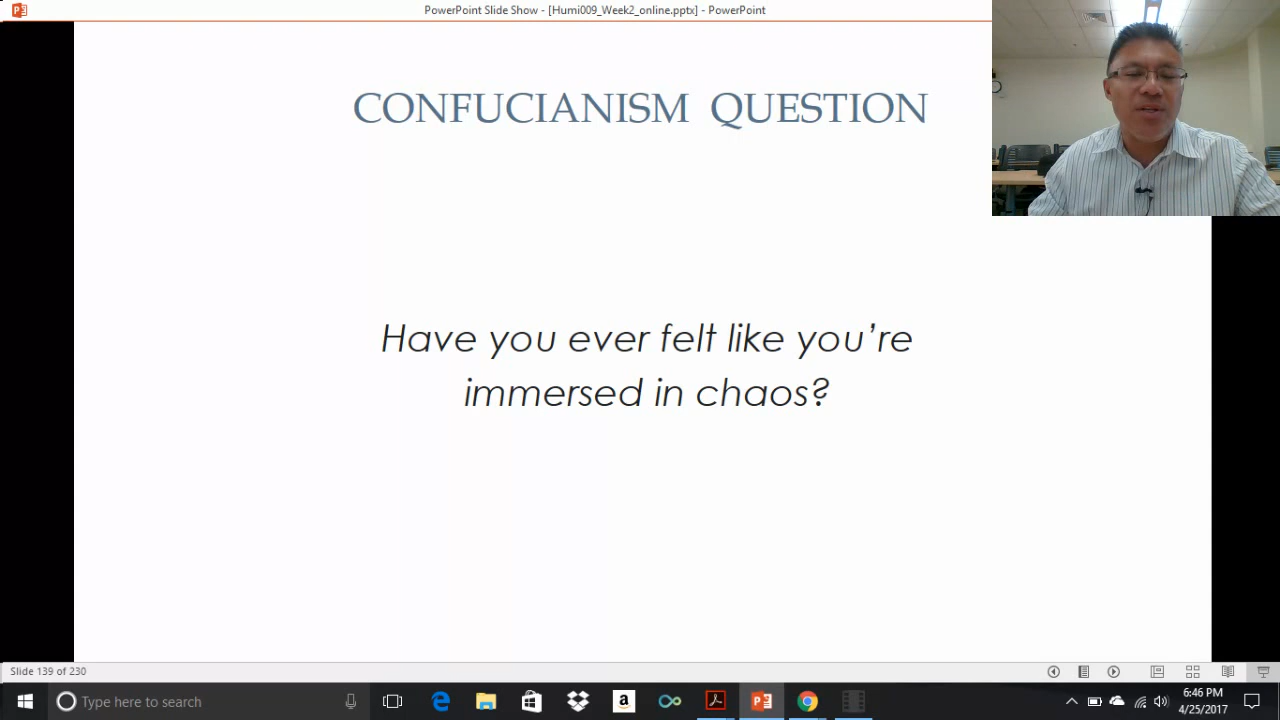 PowerPoint Slide Show - [Humi009_Week2_online.pptx] - PowerPoint
CONFUCIANISM QUESTION
Have you ever felt like you’re
immersed in chaos?
Slide 139 of 230
Type here to search
6:46 PM
4/25/2017